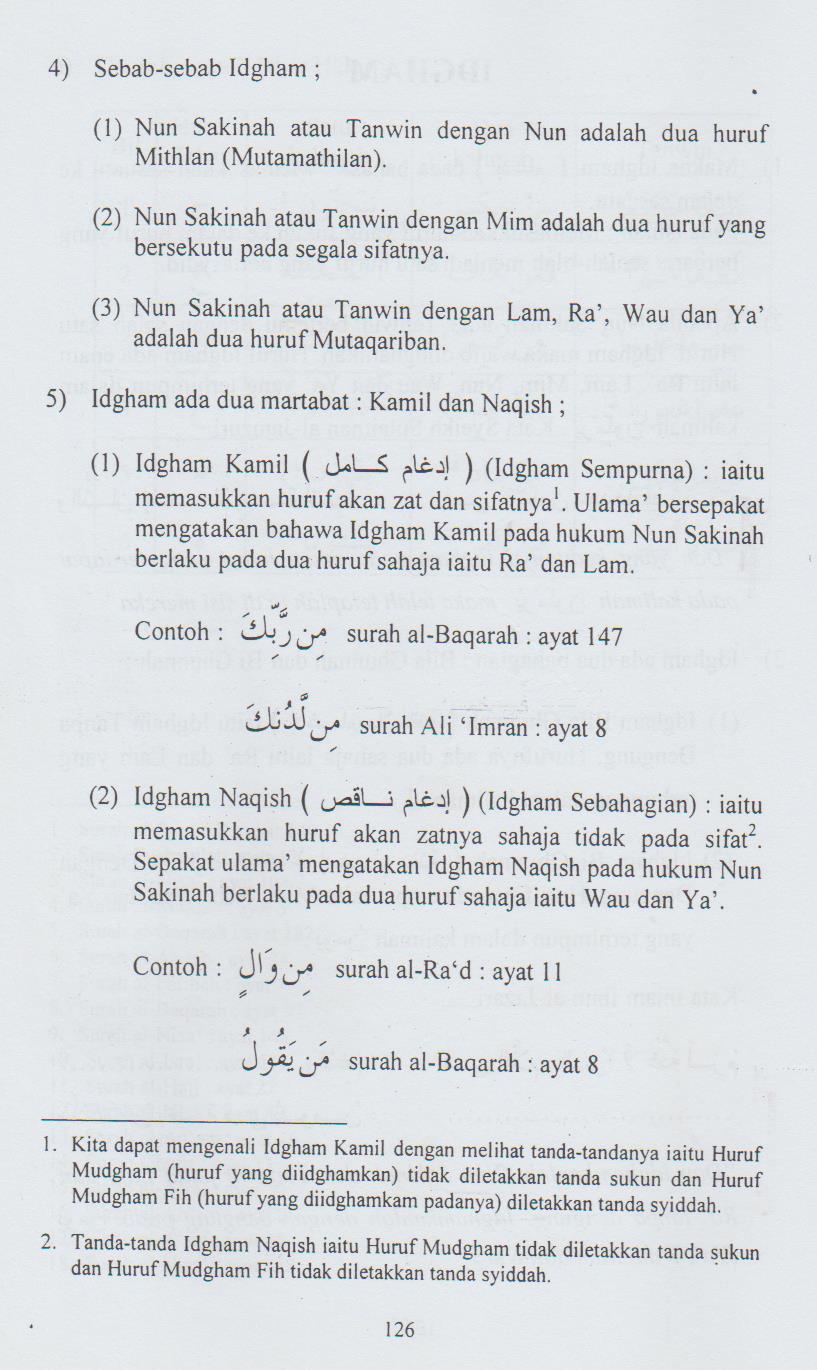 4) Sebab-sebab Idgham ;
(1) Nun Sakinah atau Tanwin dengan Nun adalah dua huruf
Mithlan (Mutamathilan).
(2) Nun Sakinah atau Tanwin dengan Mim adalah dua huruf yang
bersekutu pada segala sifatnya.
(3) Nun Sakinah atau Tanwin dengan Lam, Ra’, Wau dan Ya’
adalah dua huruf Mutaqariban.
5) Idgham ada dua martabat : Kamil dan Naqish ;
(1) Idgham Kamil ( إدغام كـامل ) (Idgham Sempurna) : iaitu
memasukkan huruf akan zat dan sifatnya¹. Ulama’ bersepakat
mengatakan bahawa Idgham Kamil pada hukum Nun Sakinah
berlaku pada dua huruf sahaja iaitu Ra’ dan Lam.
Contoh : مِن رَّبِّكَ surah al-Baqarah : ayat 147
مِن لَّدُنكَ surah Ali ‘Imran : ayat 8
(2) Idgham Naqish ( إدغام نـاقص ) (Idgham Sebahagian) : iaitu
memasukkan huruf akan zatnya sahaja tidak pada sifat².
Sepakat ulama’ mengatakan Idgham Naqish pada hukum Nun
Sakinah berlaku pada dua huruf sahaja iaitu Wau dan Ya’.
Contoh : مِن وَالٍ surah al-Ra‘d : ayat 11
مَن يَقُولُ surah al-Baqarah : ayat 8
1. Kita dapat mengenali Idgham Kamil dengan melihat tanda-tandanya iaitu Huruf
Mudgham (huruf yang diidghamkan) tidak diletakkan tanda sukun dan Huruf
Mudgham Fih (huruf yang diidghamkam padanya) diletakkan tanda syiddah.
2. Tanda-tanda Idgham Naqish iaitu Huruf Mudgham tidak diletakkan tanda sukun
dan Huruf Mudgham Fih tidak diletakkan tanda syiddah.
126